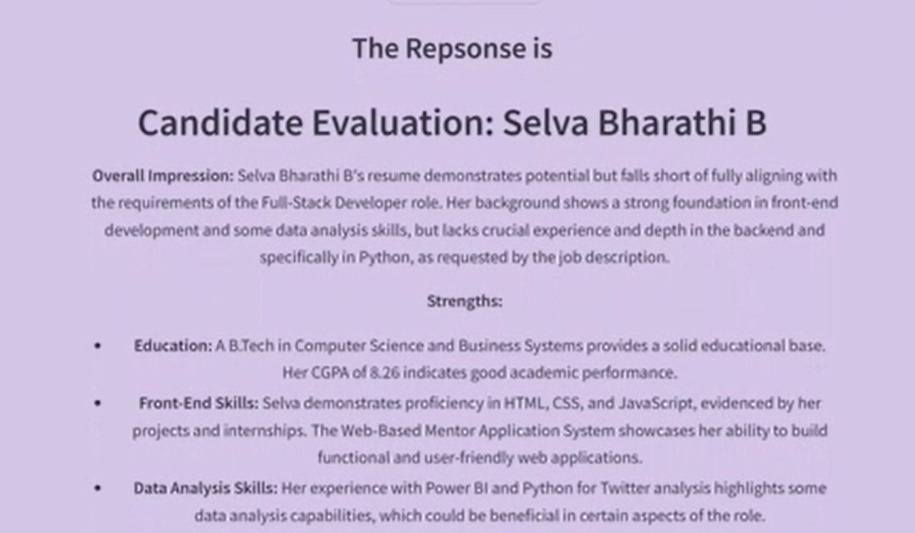 The Repsonse is
Candidate Evaluation: Selva Bharathi B
Overall Impression: Selva Bharathi B's resume demonstrates potential but falls short of fully aligning with
the requirements of the Full-Stack Developer role. Her background shows a strong foundation in front-end
development and some data analysis skills, but lacks crucial experience and depth in the backend and
specifically in Python, as requested by the job description.
Strengths:
• Education: A B.Tech in Computer Science and Business Systems provides a solid educational base.
Her CGPA of 8.26 indicates good academic performance.
• Front-End Skills: Selva demonstrates proficiency in HTML, CSS, and JavaScript, evidenced by her
projects and internships. The Web-Based Mentor Application System showcases her ability to build
functional and user-friendly web applications.
• Data Analysis Skills: Her experience with Power BI and Python for Twitter analysis highlights some
data analysis capabilities, which could be beneficial in certain aspects of the role.